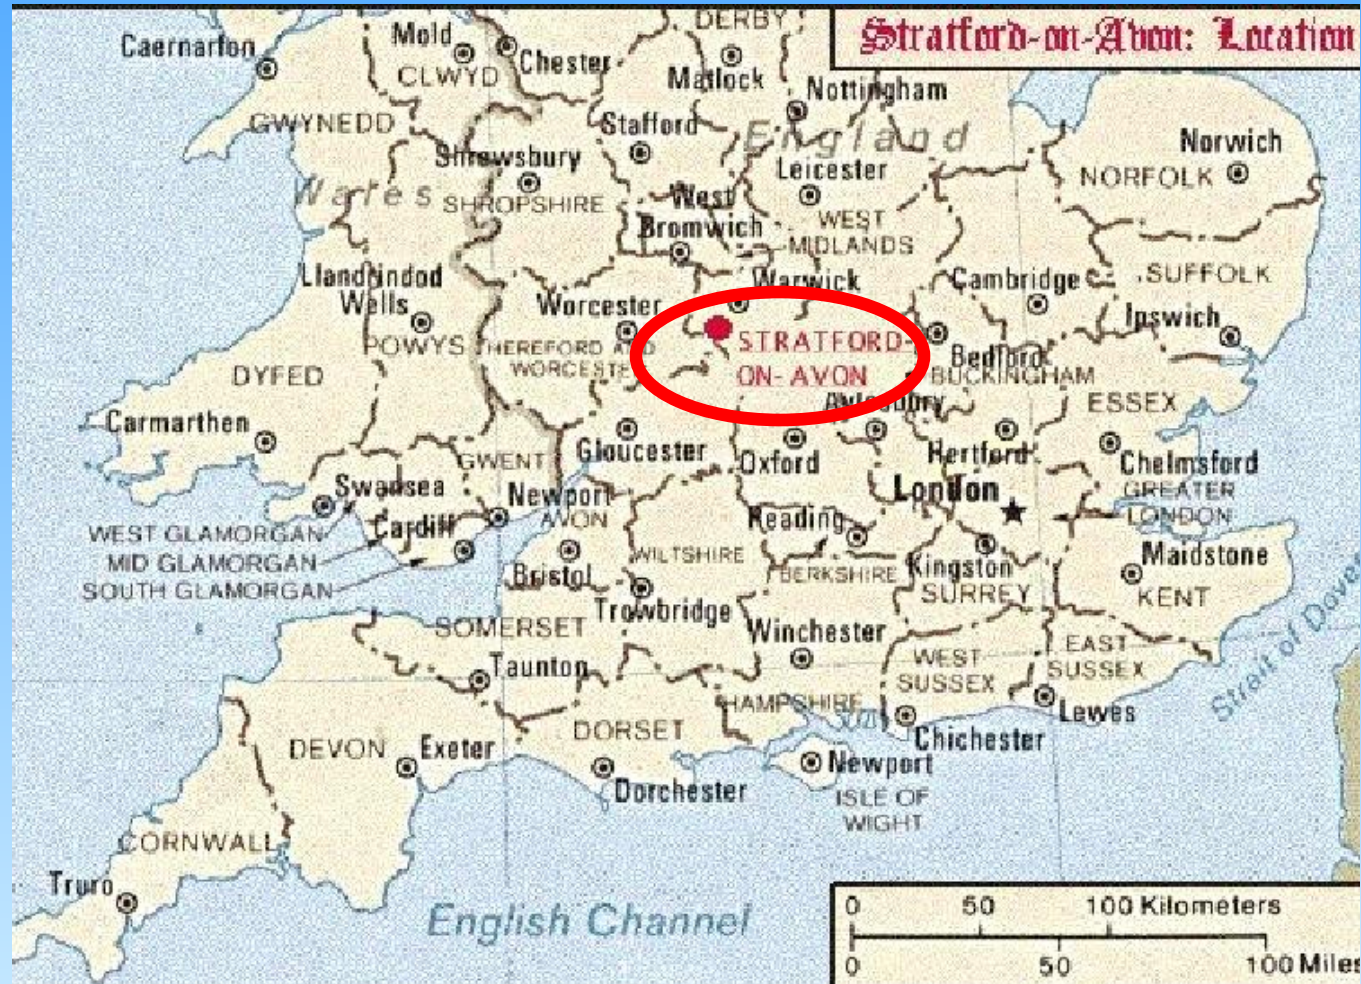 DERBY
Stratford-on-Avon: Location
Caernarfon
Mold
Chester
CLWYD
Matlock
Nottingham
GWYNEDD
Stafford
England
Norwich
Shrewsbury
Leicester
NORFOLK
Wales
SHROPSHIRE
West
Bromwich
WEST
MIDLANDS
Llandrindod
Wells
Worcester
Warwick
Cambridge
SUFFOLK
Ipswich
POWYS
HEREFORD AND
WORCESTER
STRATFORD-
ON-AVON
Bedford
BUCKINGHAM
DYFED
Aylesbury
ESSEX
Carmarthen
Gloucester
Oxford
Hertford
Chelmsford
GWENT
Swansea
Newport
London
GREATER
LONDON
WEST GLAMORGAN
MID GLAMORGAN
SOUTH GLAMORGAN
Cardiff
AVON
Reading
Bristol
WILTSHIRE
BERKSHIRE
Kingston
SURREY
Maidstone
KENT
Trowbridge
SOMERSET
Winchester
Taunton
WEST
SUSSEX
EAST
SUSSEX
Strait of Dover
HAMPSHIRE
Lewes
DORSET
Chichester
DEVON
Exeter
Dorchester
Newport
ISLE OF
WIGHT
CORNWALL
Truro
English Channel
0 50 100 Kilometers
0 50 100 Miles